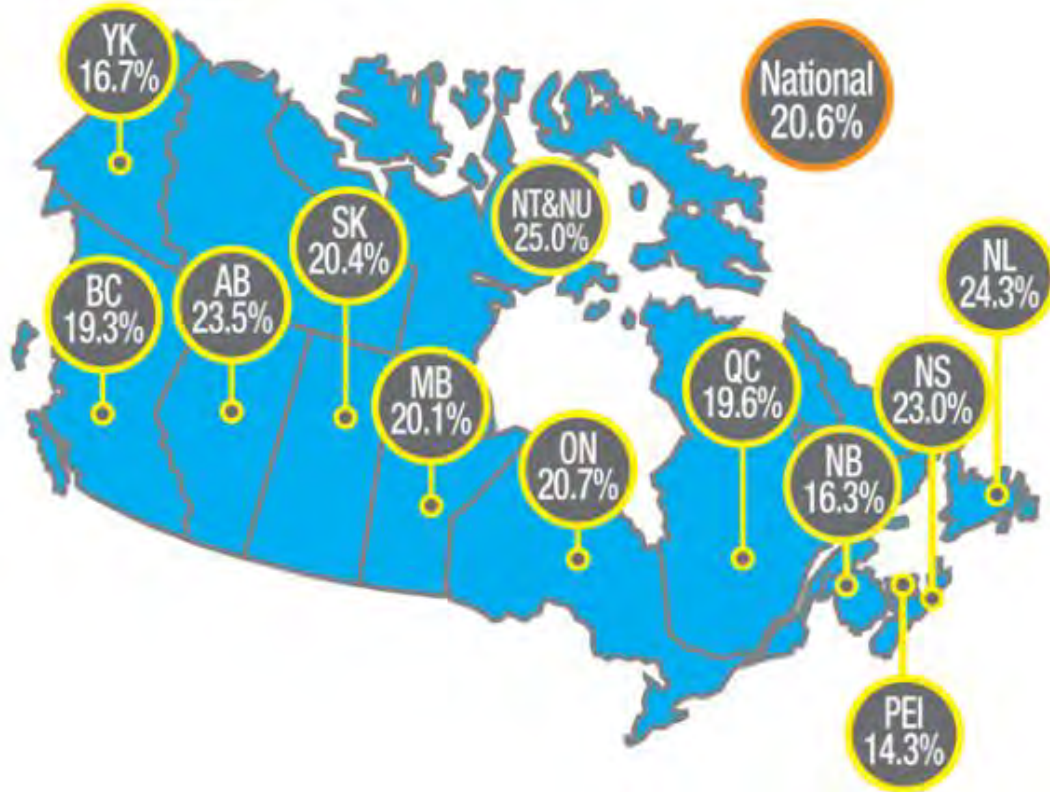 YK
16.7%
National
20.6%
NT&NU
25.0%
SK
20.4%
NL
24.3%
BC
19.3%
AB
23.5%
MB
20.1%
QC
19.6%
NS
23.0%
ON
20.7%
NB
16.3%
PEI
14.3%